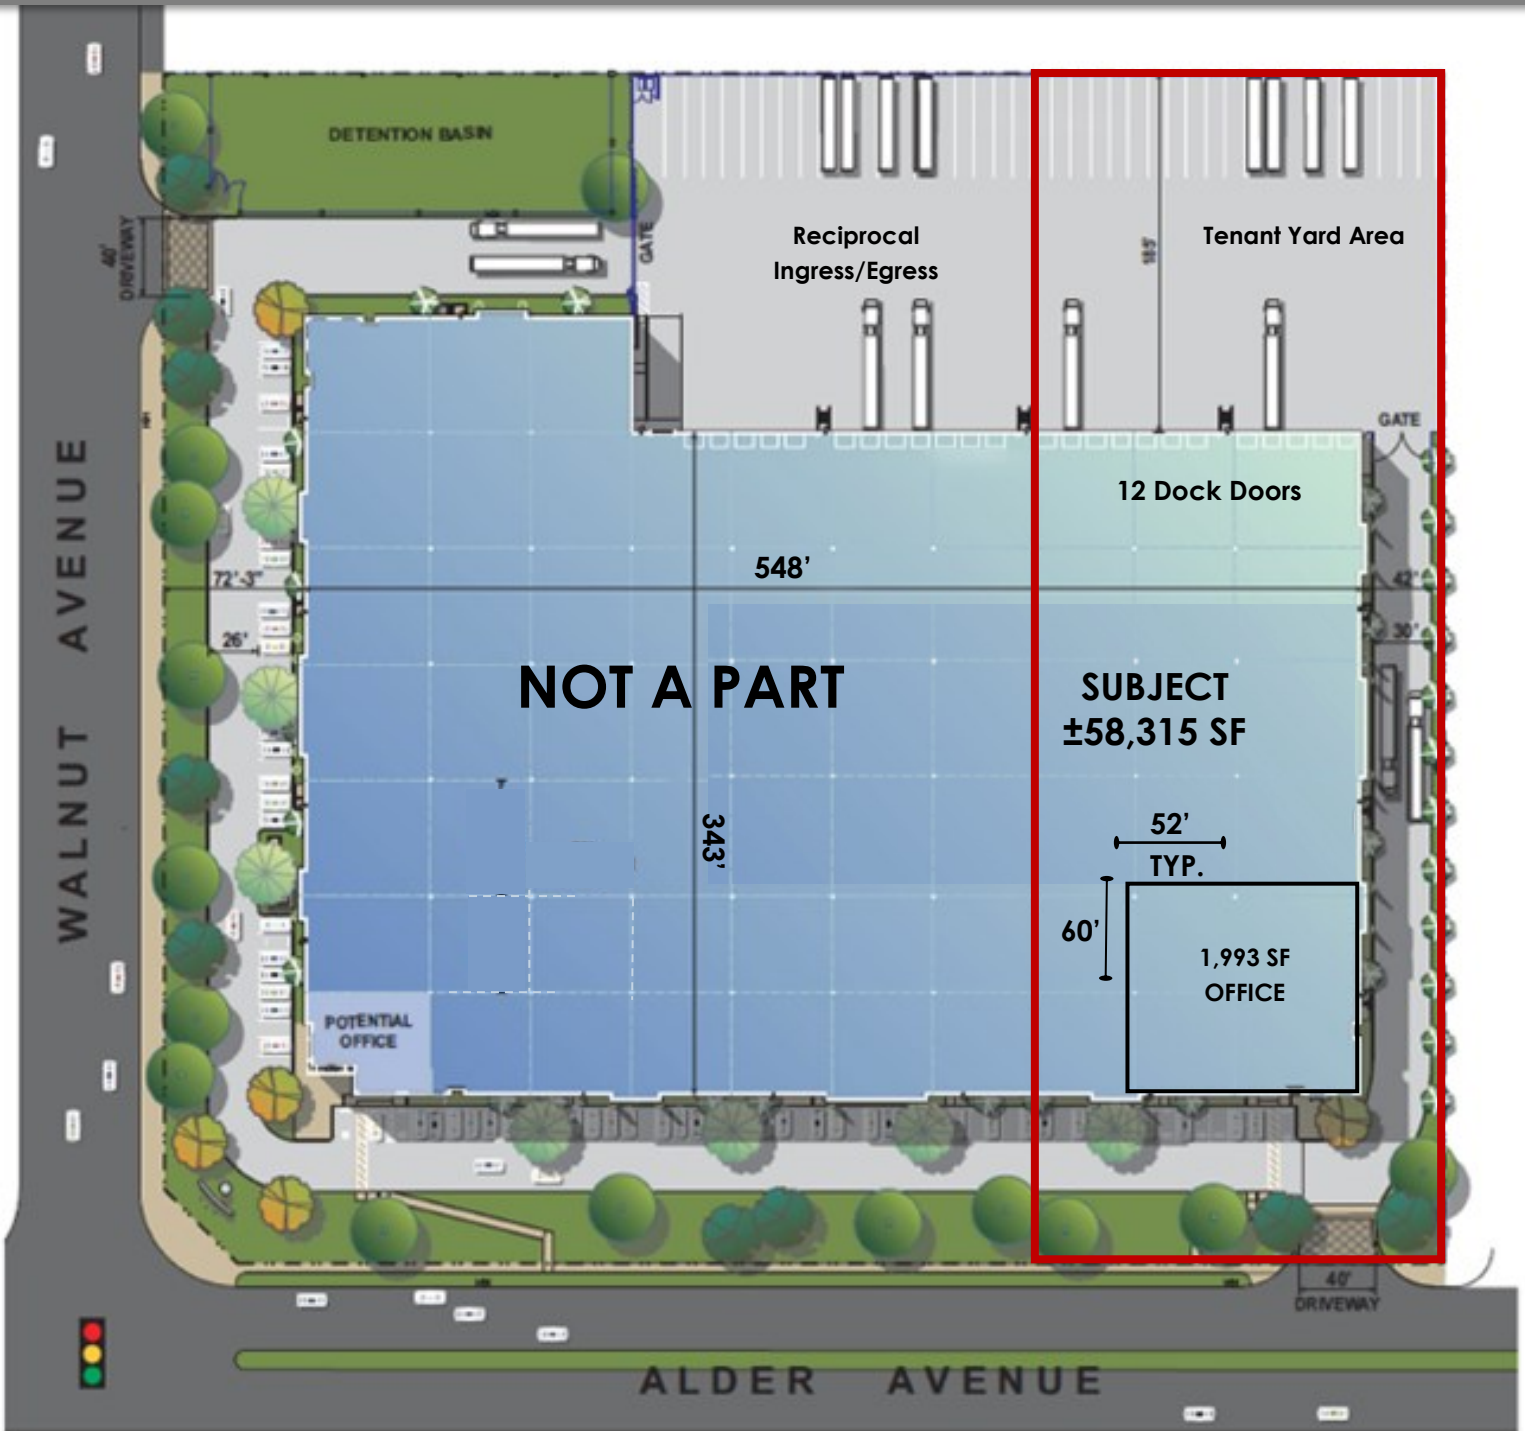 DETENTION BASIN
GATE
40'
DRIVEWAY
Reciprocal
Ingress/Egress
185'
Tenant Yard Area
GATE
12 Dock Doors
548'
72'-3"
42'
26'
30'
NOT A PART
SUBJECT
±58,315 SF
343'
52'
TYP.
60'
1,993 SF
OFFICE
POTENTIAL
OFFICE
WALNUT AVENUE
40'
DRIVEWAY
ALDER AVENUE